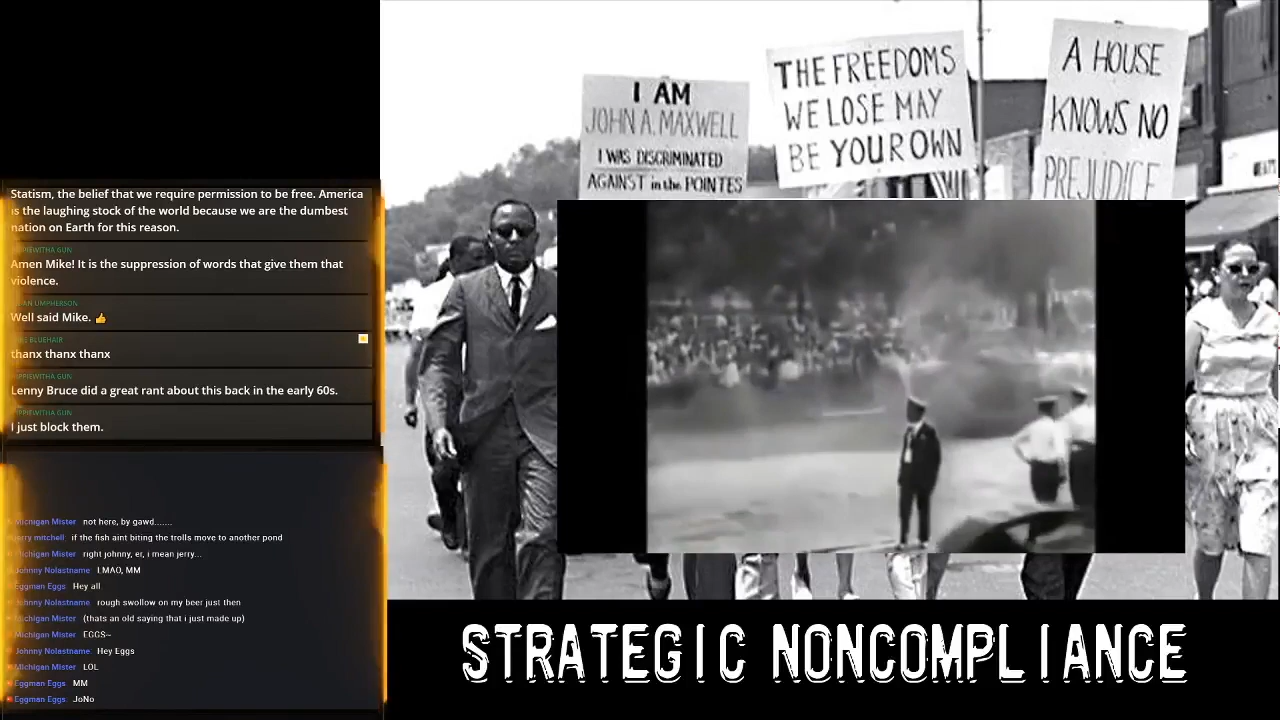 Statism, the belief that we require permission to be free. America
is the laughing stock of the world because we are the dumbest
nation on Earth for this reason.
Amen Mike! It is the suppression of words that give them that
violence.
Well said Mike. 👍
thanx thanx thanx
Lenny Bruce did a great rant about this back in the early 60s.
I just block them.
Michigan Mister not here, by gawd.......
jerry mitchell if the fish aint biting the trolls move to another pond
Michigan Mister right johnny, er, i mean jerry...
Johnny Nolastname LMAO, MM
Eggman Eggs Hey all
Johnny Nolastname rough swollow on my beer just then
Michigan Mister (thats an old saying that i just made up)
Michigan Mister EGGS~
Johnny Nolastname Hey Eggs
Michigan Mister LOL
Eggman Eggs MM
Eggman Eggs JoNo
I AM
JOHN A. MAXWELL
I WAS DISCRIMINATED
AGAINST in the POINTES
THE FREEDOMS
WE LOSE MAY
BE YOUR OWN
A HOUSE
KNOWS NO
PREJUDICE
STRATEGIC NONCOMPLIANCE